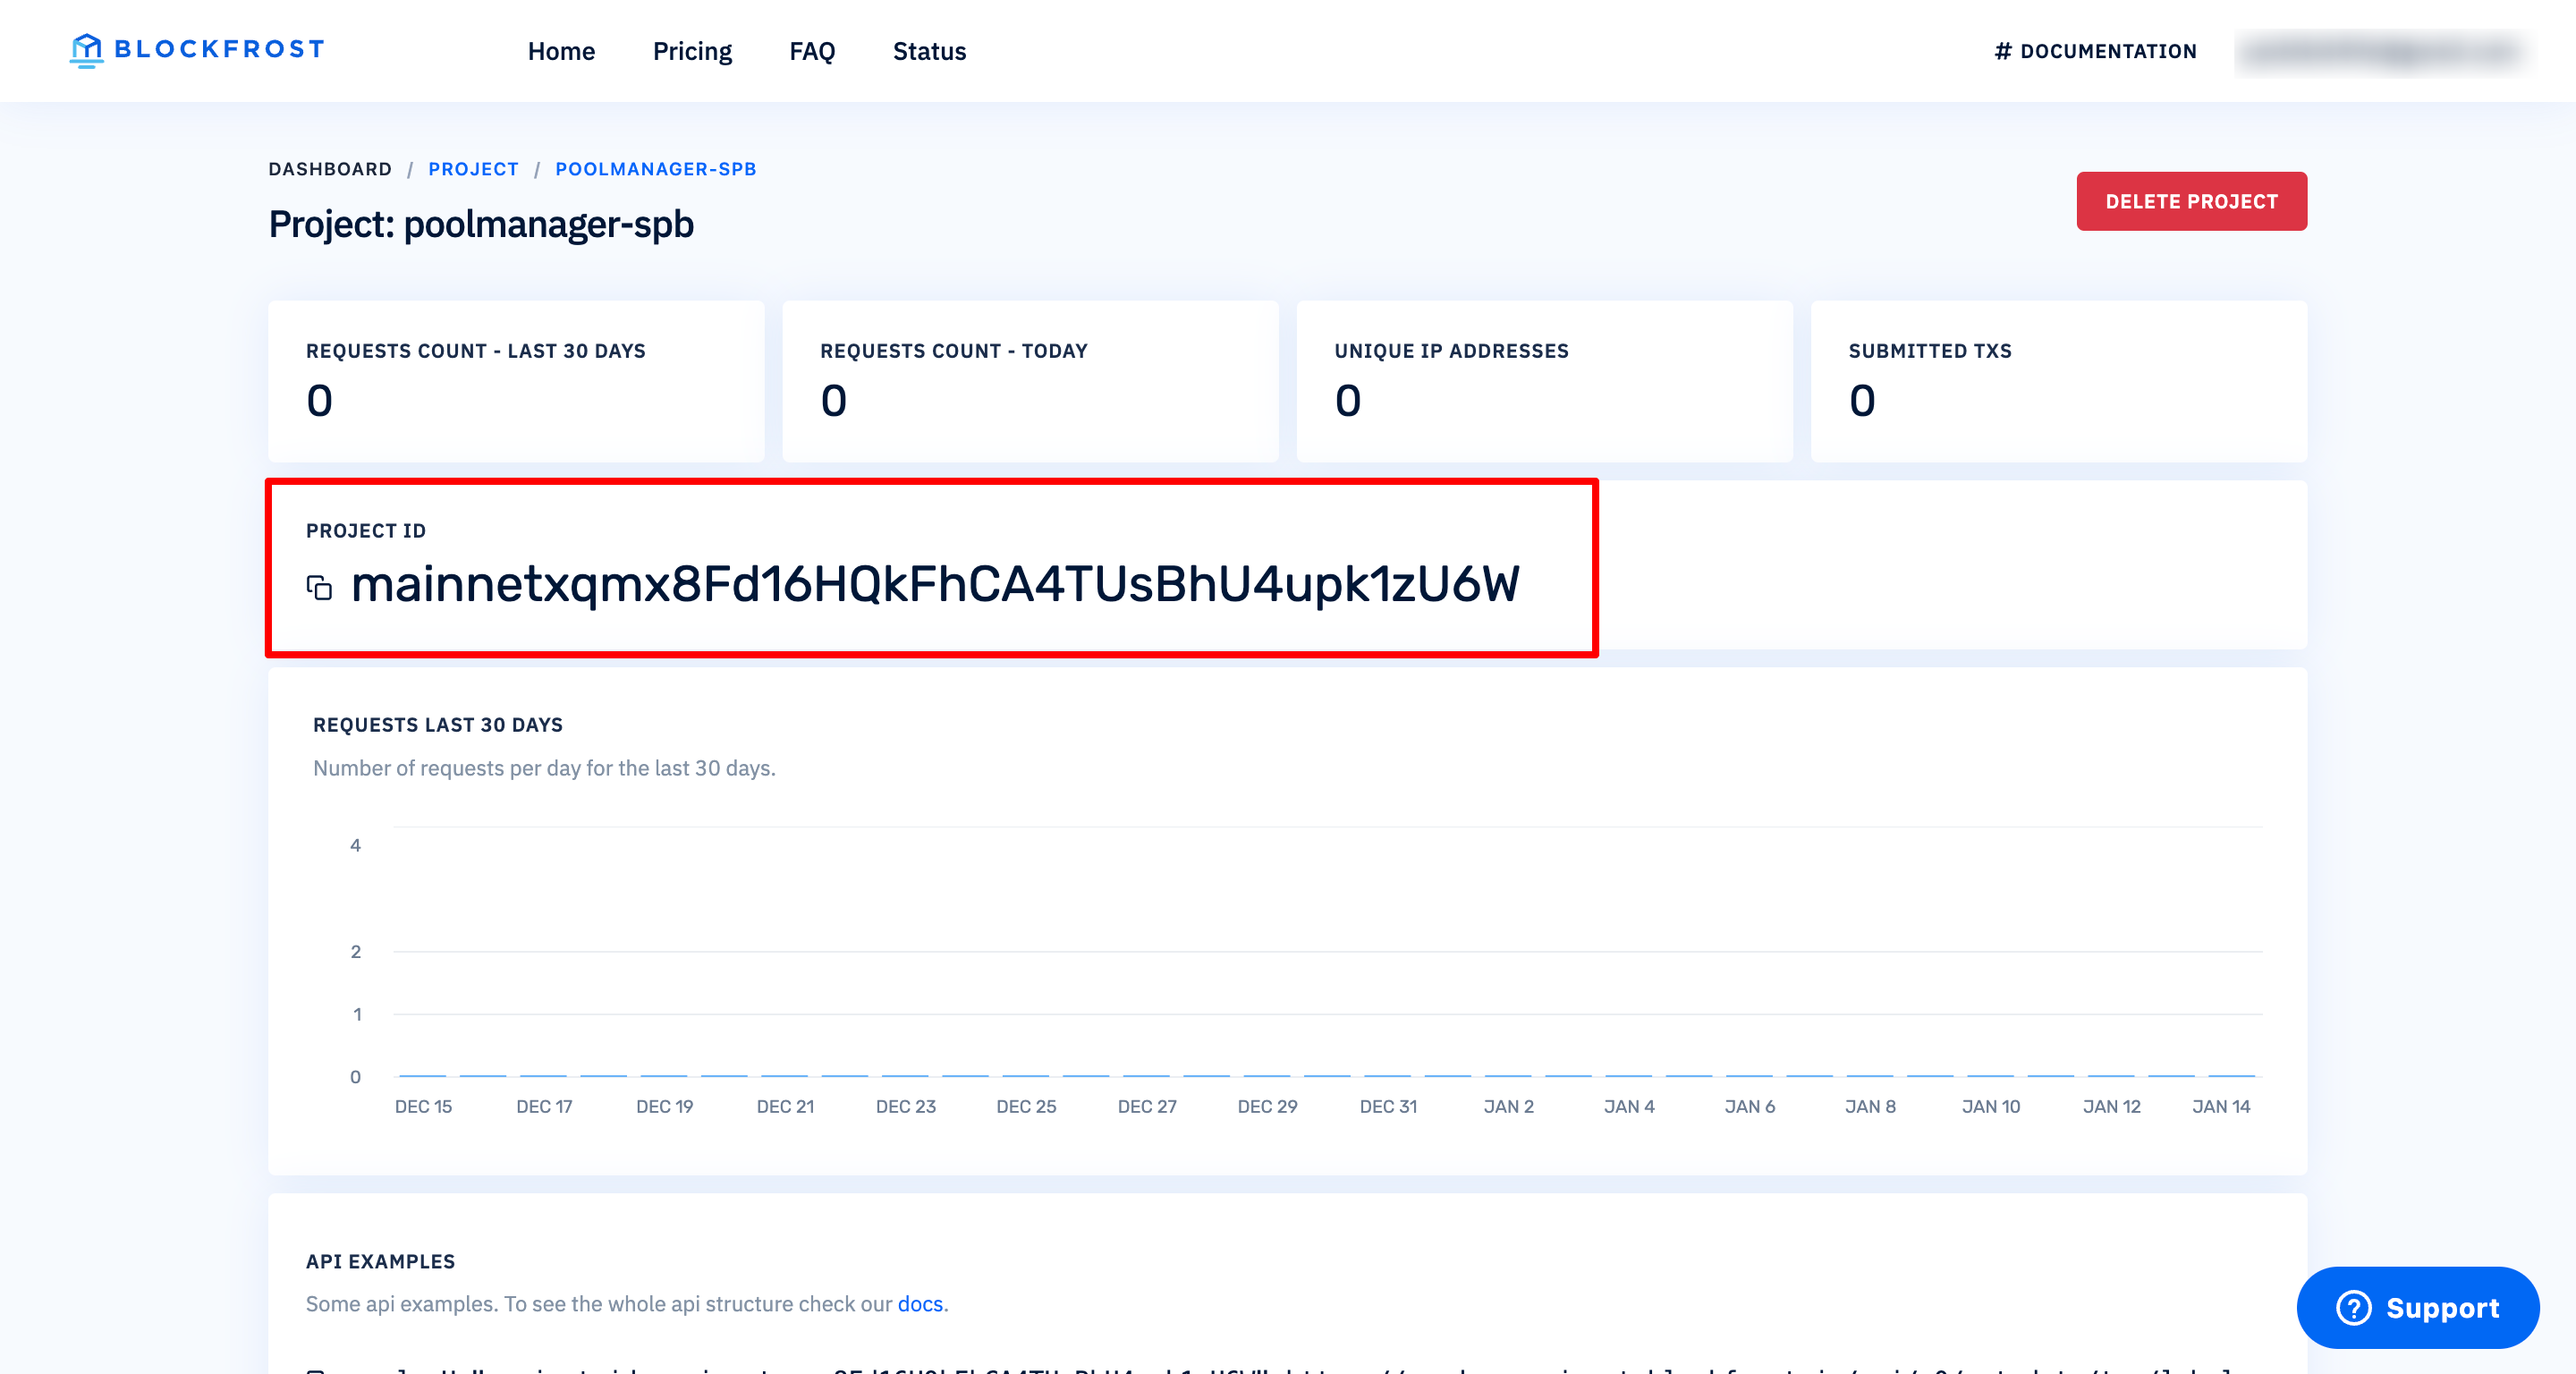 BLOCKFROST
Home Pricing FAQ Status
# DOCUMENTATION
DASHBOARD / PROJECT / POOLMANAGER-SPB
Project: poolmanager-spb
DELETE PROJECT
REQUESTS COUNT - LAST 30 DAYS
0
REQUESTS COUNT - TODAY
0
UNIQUE IP ADDRESSES
0
SUBMITTED TXS
0
PROJECT ID
mainnetxqmx8Fd16HQkFhCA4TUsBhU4upk1zU6W
REQUESTS LAST 30 DAYS
Number of requests per day for the last 30 days.
4
2
1
0
DEC 15 DEC 17 DEC 19 DEC 21 DEC 23 DEC 25 DEC 27 DEC 29 DEC 31 JAN 2 JAN 4 JAN 6 JAN 8 JAN 10 JAN 12 JAN 14
API EXAMPLES
Some api examples. To see the whole api structure check our docs.
Support